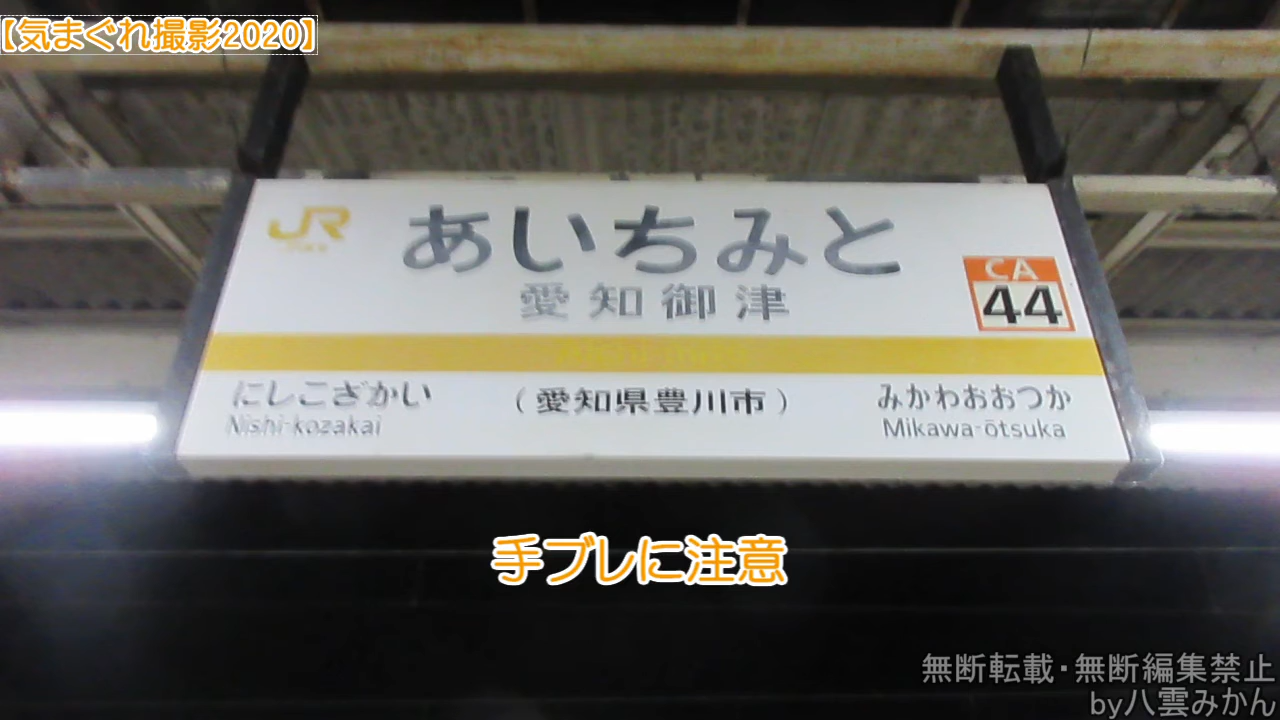 【気まぐれ撮影2020】
JR
あいちみと
CA
44
愛知御津
にしこざかい
(愛知県豊川市)
みかわおおつか
Nishi-kozakai
Mikawa-ōtsuka
手ブレに注意
無断転載・無断編集禁止
by八雲みかん